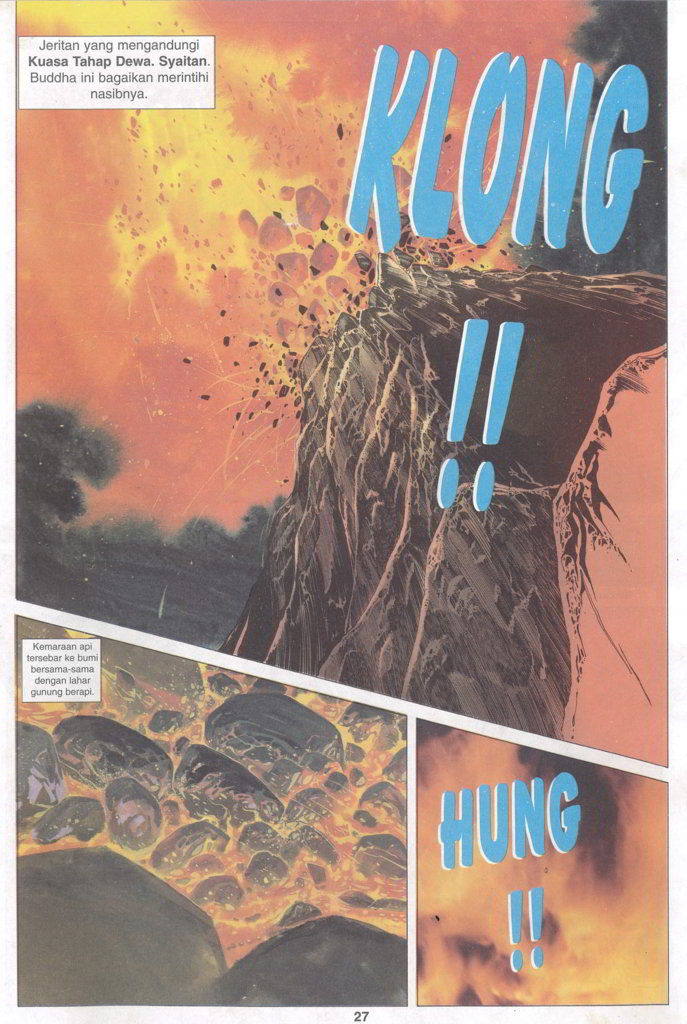 Jeritan yang mengandungi
Kuasa Tahap Dewa. Syaitan.
Buddha ini bagaikan merintihi
nasibnya.
KLONG
!!
Kemaraan api
tersebar ke bumi
bersama-sama
dengan lahar
gunung berapi.
HUNG
!!
27